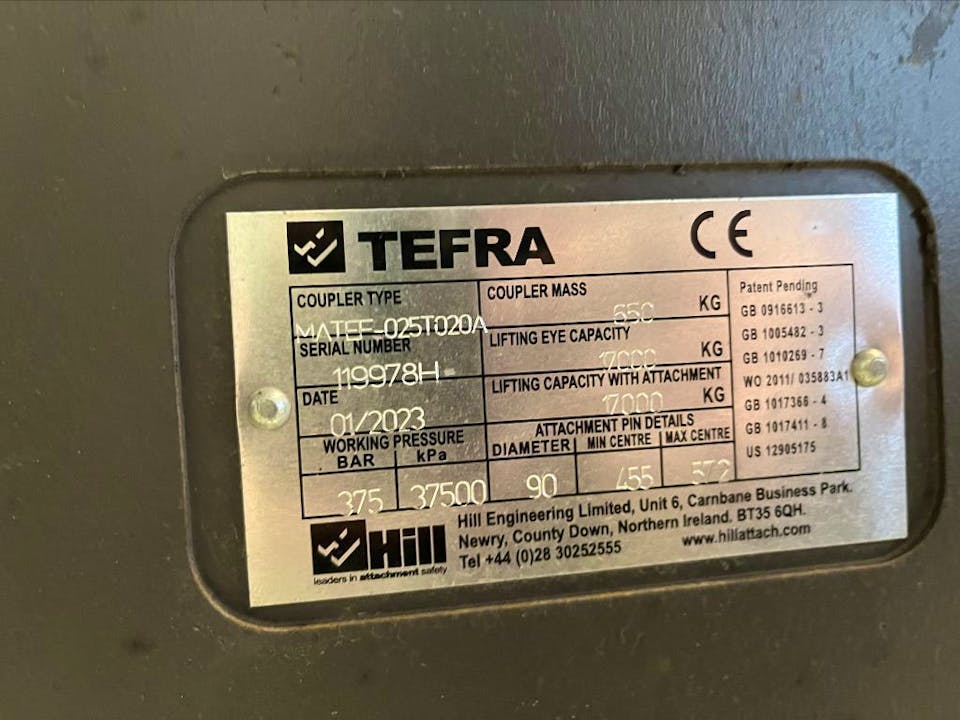 TEFRA
CE
COUPLER TYPE
MATEF-025T020A
SERIAL NUMBER
119978H
DATE
01/2023
WORKING PRESSURE
BAR kPa
375 37500
COUPLER MASS
650 KG
LIFTING EYE CAPACITY
17000 KG
LIFTING CAPACITY WITH ATTACHMENT
17000 KG
ATTACHMENT PIN DETAILS
DIAMETER MIN CENTRE MAX CENTRE
90 455 572
Patent Pending
GB 0916613 - 3
GB 1005482 - 3
GB 1010269 - 7
WO 2011/ 035883A1
GB 1017366 - 4
GB 1017411 - 8
US 12905175
Hill
leaders in attachment safety
Hill Engineering Limited, Unit 6, Carnbane Business Park.
Newry, County Down, Northern Ireland. BT35 6QH.
Tel +44 (0)28 30252555 www.hillattach.com